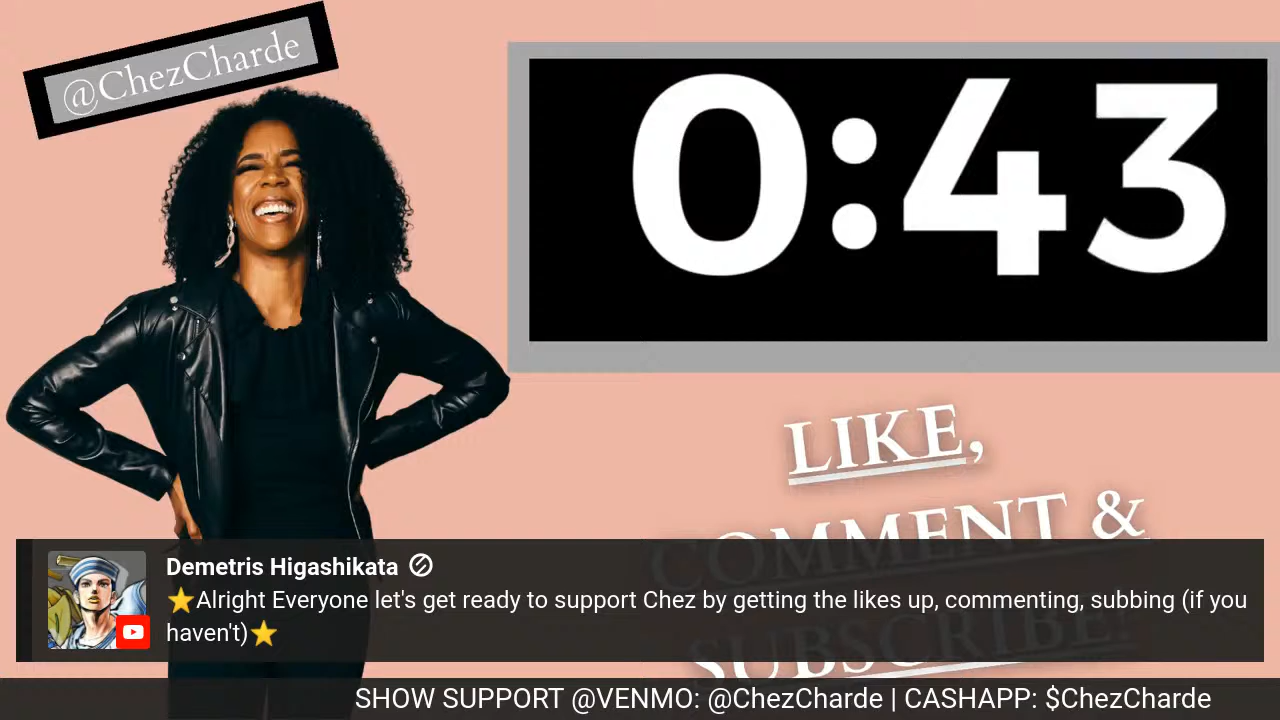 @ChezCharde
0:43
LIKE,
COMMENT &
SUBSCRIBE!
Demetris Higashikata
⭐Alright Everyone let's get ready to support Chez by getting the likes up, commenting, subbing (if you
haven't)⭐
SHOW SUPPORT @VENMO: @ChezCharde | CASHAPP: $ChezCharde